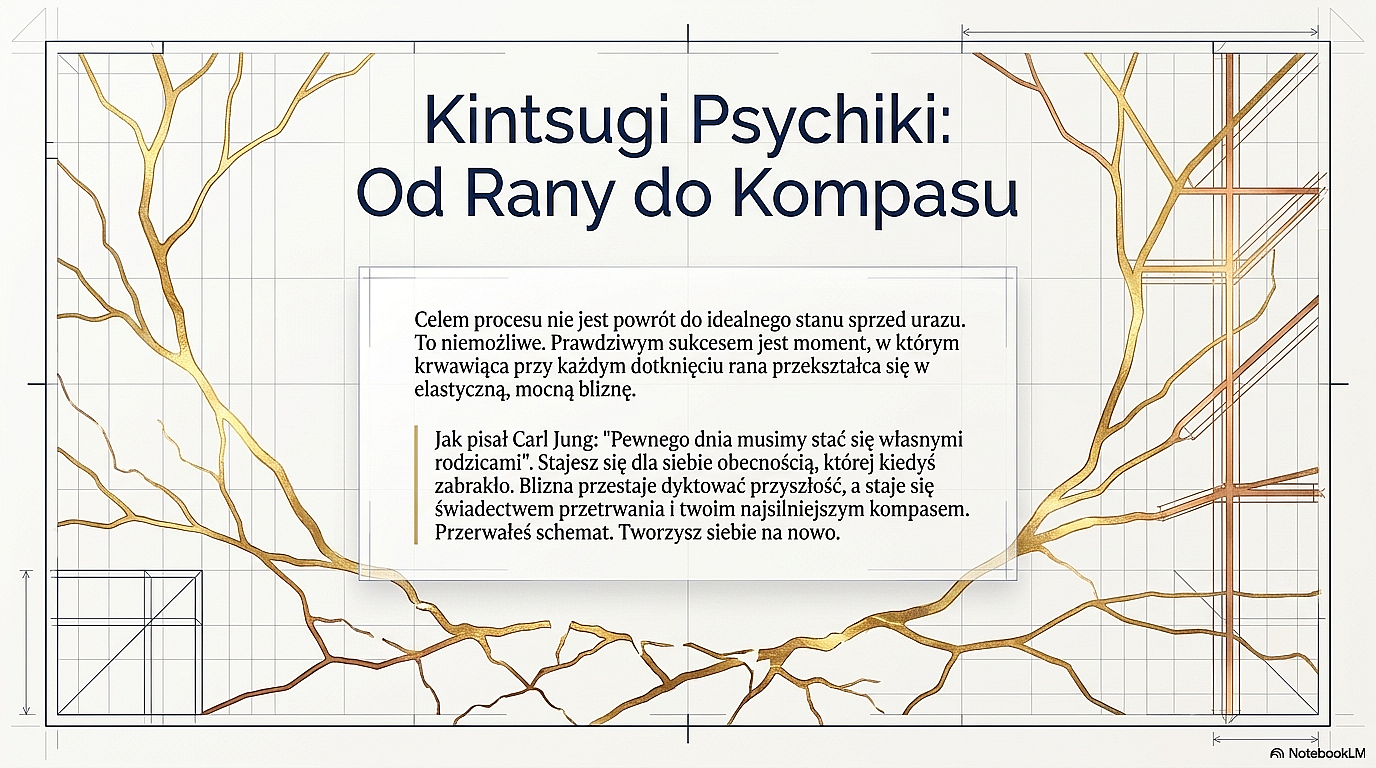 Kintsugi Psychiki:
Od Rany do Kompasu
Celem procesu nie jest powrót do idealnego stanu sprzed urazu.
To niemożliwe. Prawdziwym sukcesem jest moment, w którym
krwawiąca przy każdym dotknięciu rana przekształca się w
elastyczną, mocną bliznę.
Jak pisał Carl Jung: "Pewnego dnia musimy stać się własnymi
rodzicami". Stajesz się dla siebie obecnością, której kiedyś
zabrakło. Blizna przestaje dyktować przyszłość, a staje się
świadectwem przetrwania i twoim najsilniejszym kompasem.
Przerwałeś schemat. Tworzysz siebie na nowo.
NotebookLM